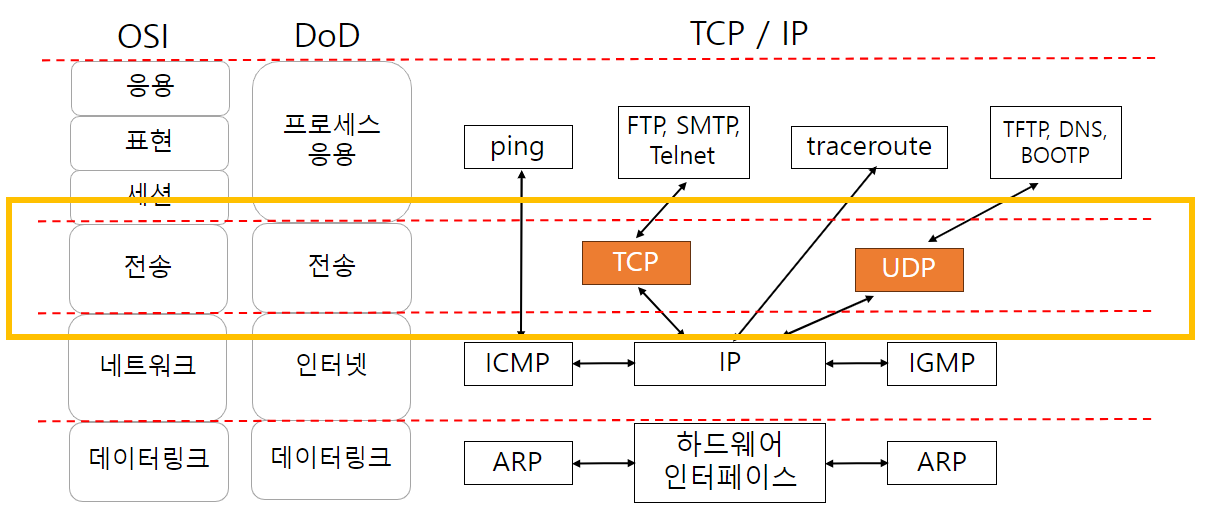 OSI
DoD
TCP / IP
응용
표현
세션
프로세스
응용
ping
FTP, SMTP,
Telnet
traceroute
TFTP, DNS,
BOOTP
전송
전송
TCP
UDP
네트워크
인터넷
ICMP
IP
IGMP
데이터링크
데이터링크
ARP
하드웨어
인터페이스
ARP